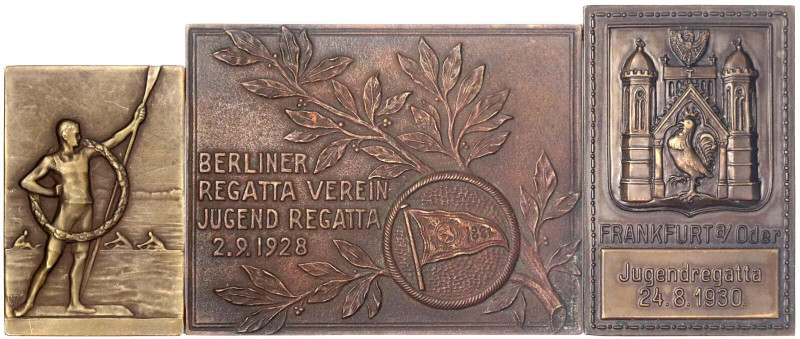 BERLINER
REGATTA VEREIN
JUGEND REGATTA
2.9.1928
FRANKFURT a/Oder
Jugendregatta
24.8.1930